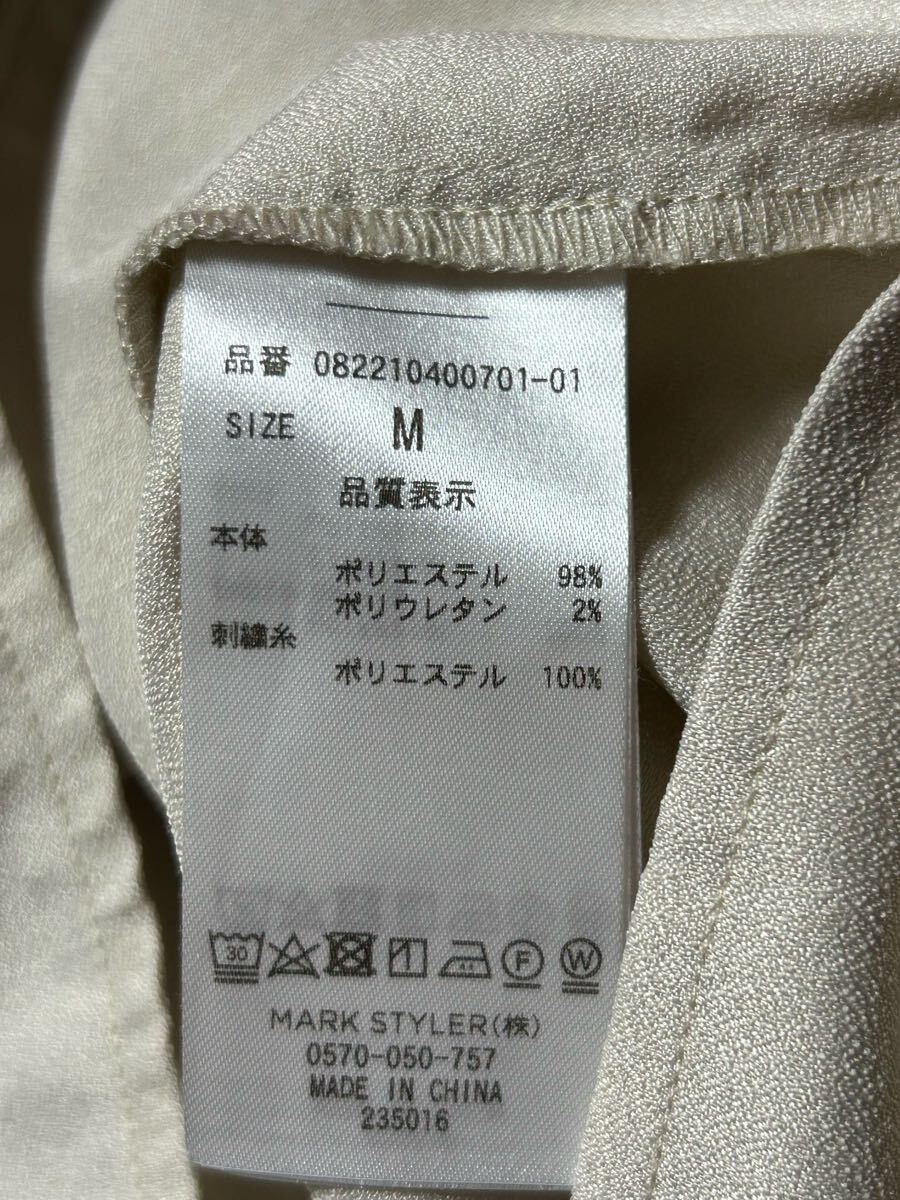 品番 082210400701-01
SIZE M
品質表示
本体
ポリエステル 98%
ポリウレタン 2%
刺繍糸
ポリエステル 100%
30 F W
MARK STYLER(株)
0570-050-757
MADE IN CHINA
235016